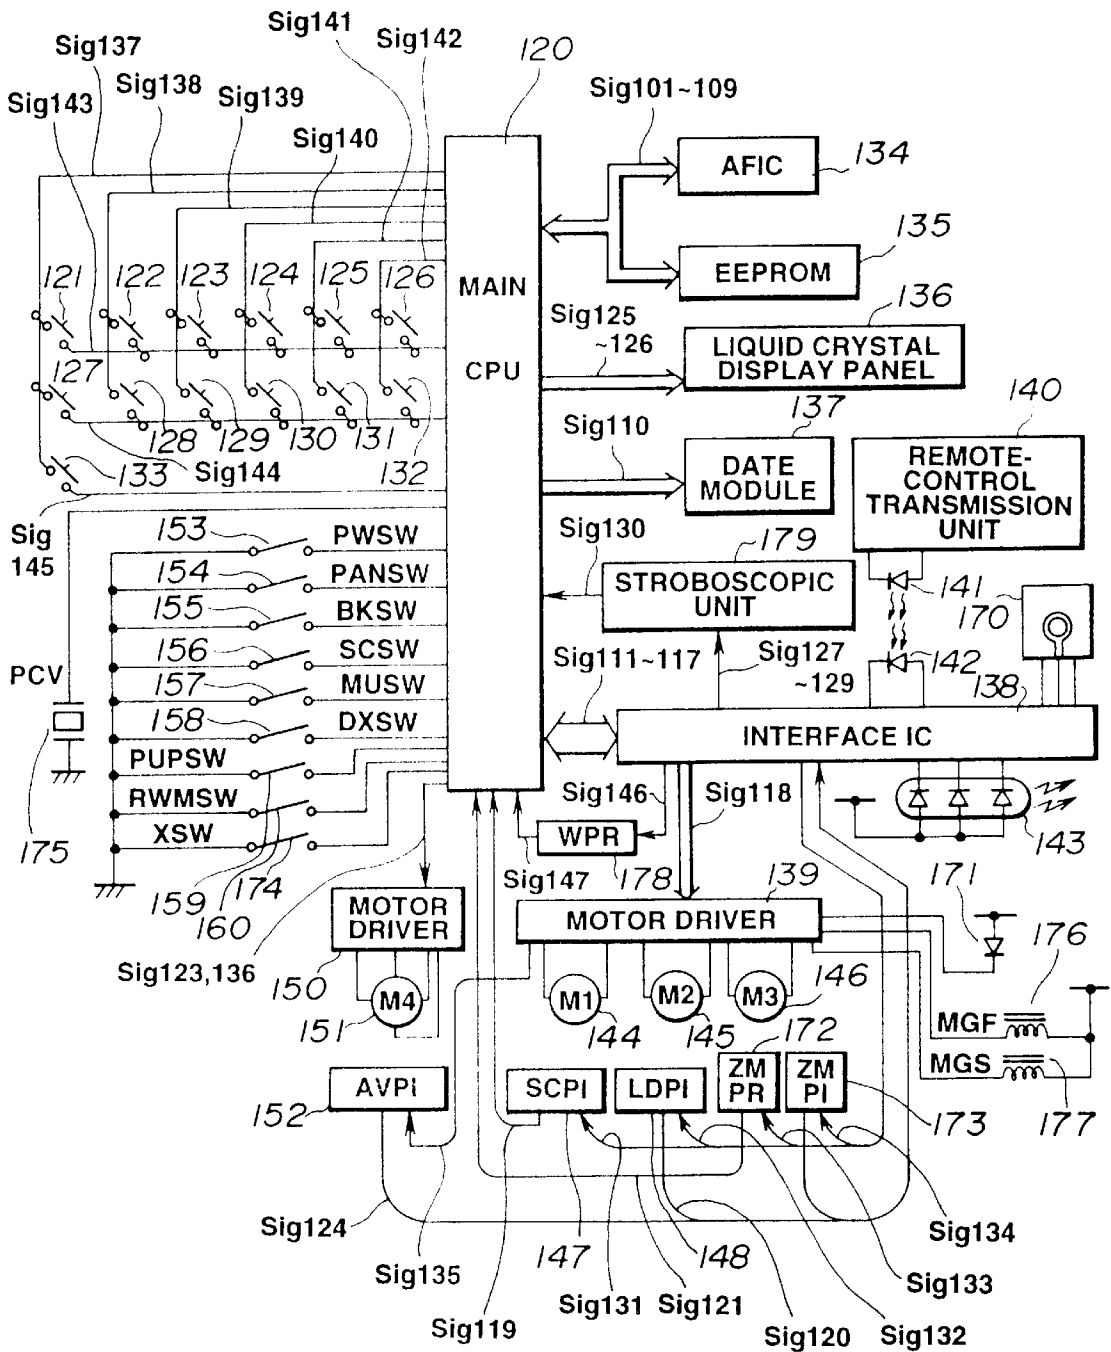 Sig141
Sig142
Sig137
120
Sig138
Sig101~109
Sig143
Sig139
Sig140
AFIC
134
135
EEPROM
121
122
123
124
125
126
MAIN
CPU
136
Sig125
~126
LIQUID CRYSTAL
DISPLAY PANEL
127
137
140
128
129
130
131
132
Sig110
133
Sig144
DATE
MODULE
REMOTE-
CONTROL
TRANSMISSION
UNIT
Sig
145
153
PWSW
Sig130
179
154
PANSW
STROBOSCOPIC
UNIT
141
170
155
BKSW
156
SCSW
Sig111~117
Sig127
~129
142
PCV
157
MUSW
138
158
DXSW
INTERFACE IC
PUPSW
RWMSW
Sig146
Sig118
XSW
WPR
143
175
159
160
174
Sig147
178
139
171
MOTOR
DRIVER
MOTOR DRIVER
176
Sig123,136
150
M4
M1
M2
M3
146
151
144
145
172
MGF
MGS
AVPI
SCPI
LDPI
ZM
PR
ZM
PI
152
173
177
Sig124
Sig134
147
148
Sig135
Sig133
Sig131
Sig121
Sig119
Sig120
Sig132